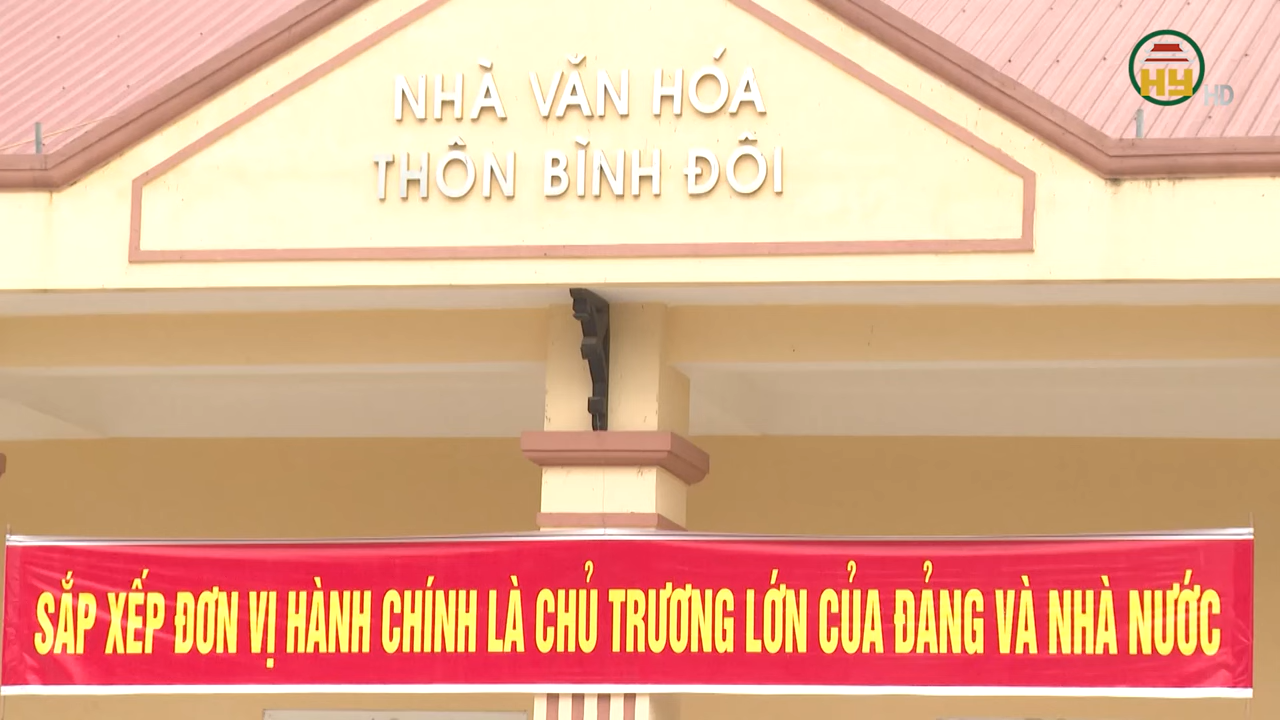 NHÀ VĂN HÓA
THÔN BÌNH ĐÔI
HY HD
SẮP XẾP ĐƠN VỊ HÀNH CHÍNH LÀ CHỦ TRƯƠNG LỚN CỦA ĐẢNG VÀ NHÀ NƯỚC